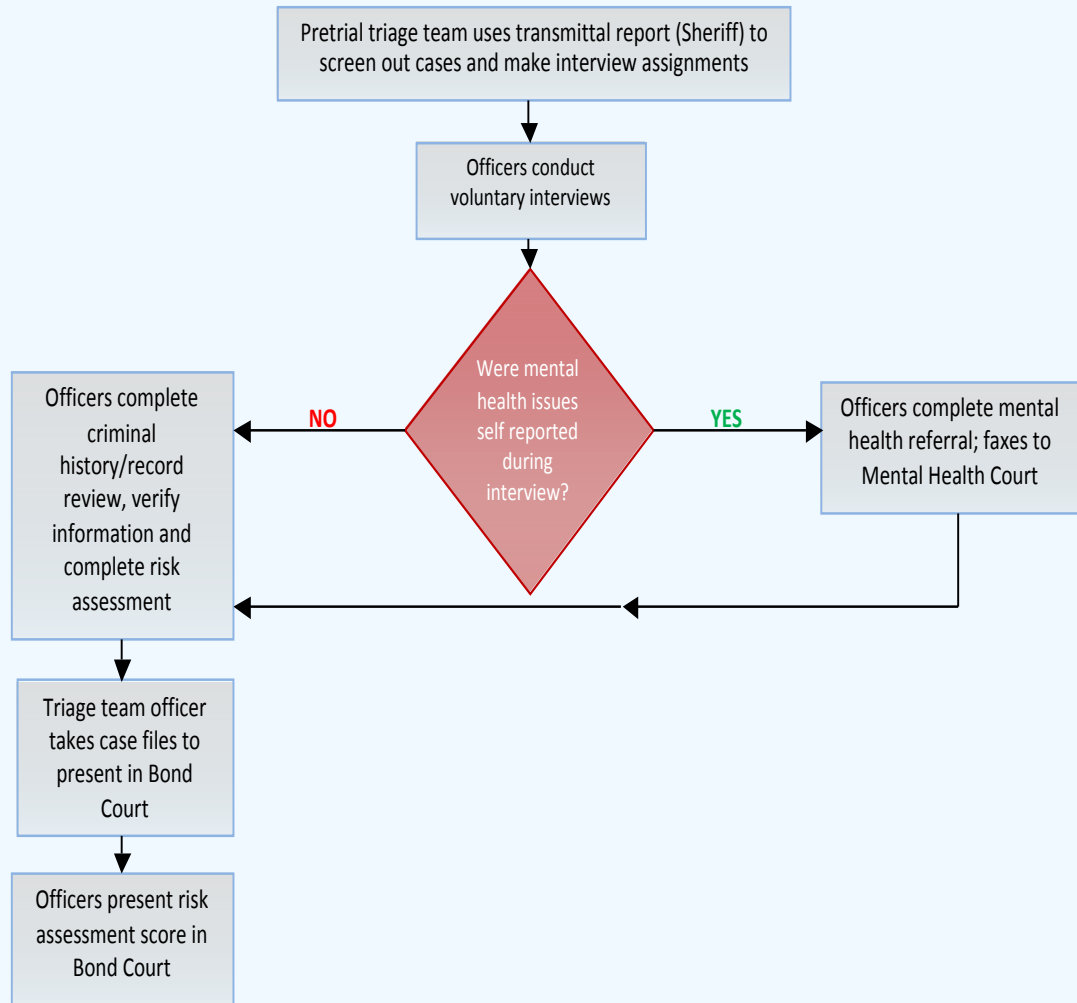 Pretrial triage team uses transmittal report (Sheriff) to
screen out cases and make interview assignments
Officers conduct
voluntary interviews
Were mental
health issues
self reported
during
interview?
NO
YES
Officers complete
criminal
history/record
review, verify
information and
complete risk
assessment
Officers complete mental
health referral; faxes to
Mental Health Court
Triage team officer
takes case files to
present in Bond
Court
Officers present risk
assessment score in
Bond Court